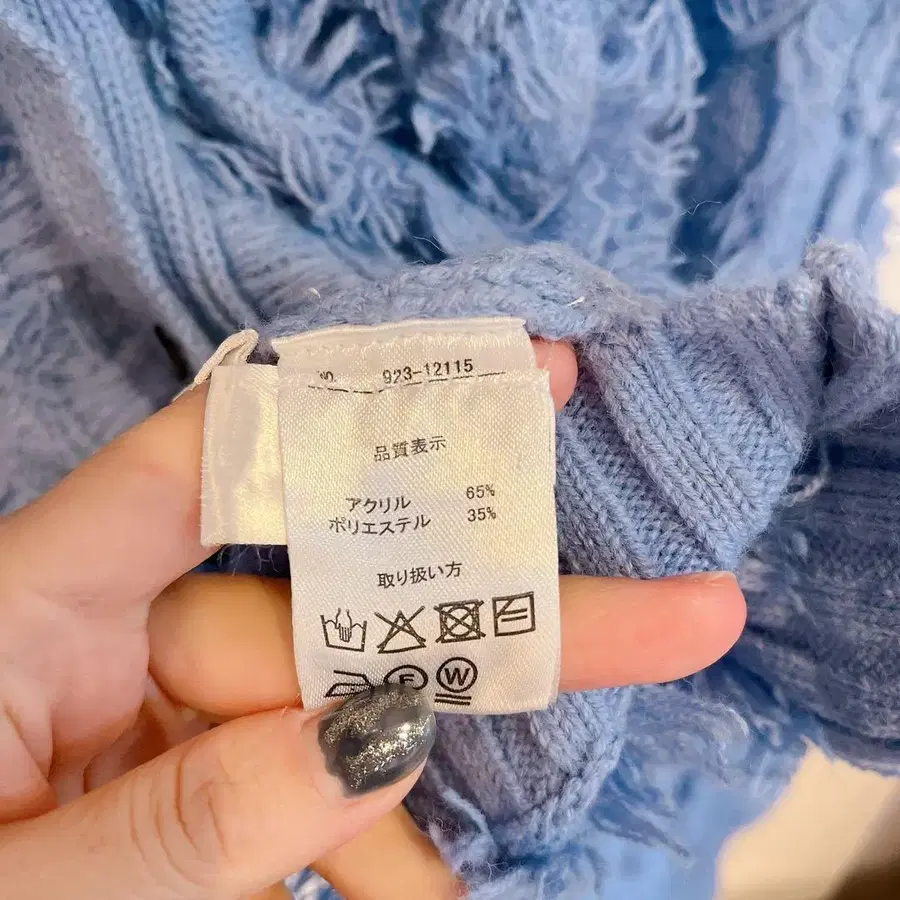 NO. 923-12115
品質表示
アクリル 65%
ポリエステル 35%
取り扱い方
F W